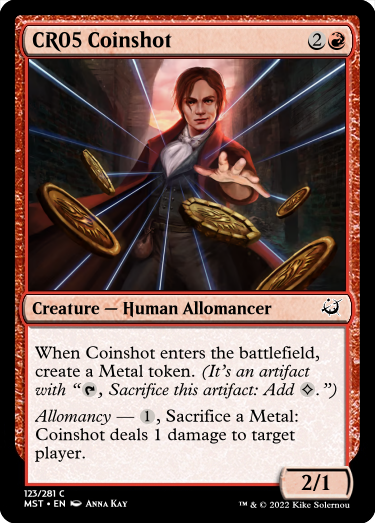 CR05 Coinshot 2
Creature — Human Allomancer
When Coinshot enters the battlefield,
create a Metal token. (It's an artifact
with “, Sacrifice this artifact: Add .”)
Allomancy — 1, Sacrifice a Metal:
Coinshot deals 1 damage to target
player.
2/1
123/281 C
MST • EN Anna Kay
™ & © 2022 Kike Solernou